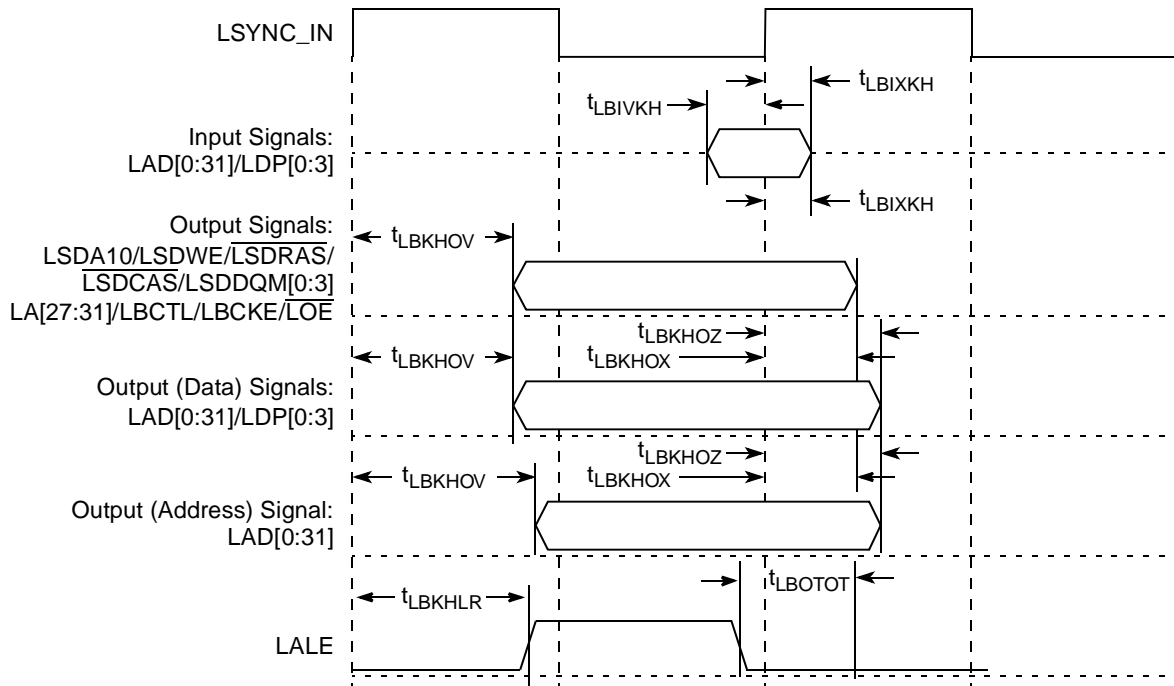 LSYNC_IN
tLBIXKH
tLBIVKH
Input Signals:
LAD[0:31]/LDP[0:3]
tLBIXKH
Output Signals:
tLBKHOV
LSDA10/LSDWE/LSDRAS/
LSDCAS/LSDDQM[0:3]
LA[27:31]/LBCTL/LBCKE/LOE
tLBKHOZ
tLBKHOV
tLBKHOX
Output (Data) Signals:
LAD[0:31]/LDP[0:3]
tLBKHOZ
tLBKHOV
tLBKHOX
Output (Address) Signal:
LAD[0:31]
tLBOTOT
tLBKHLR
LALE